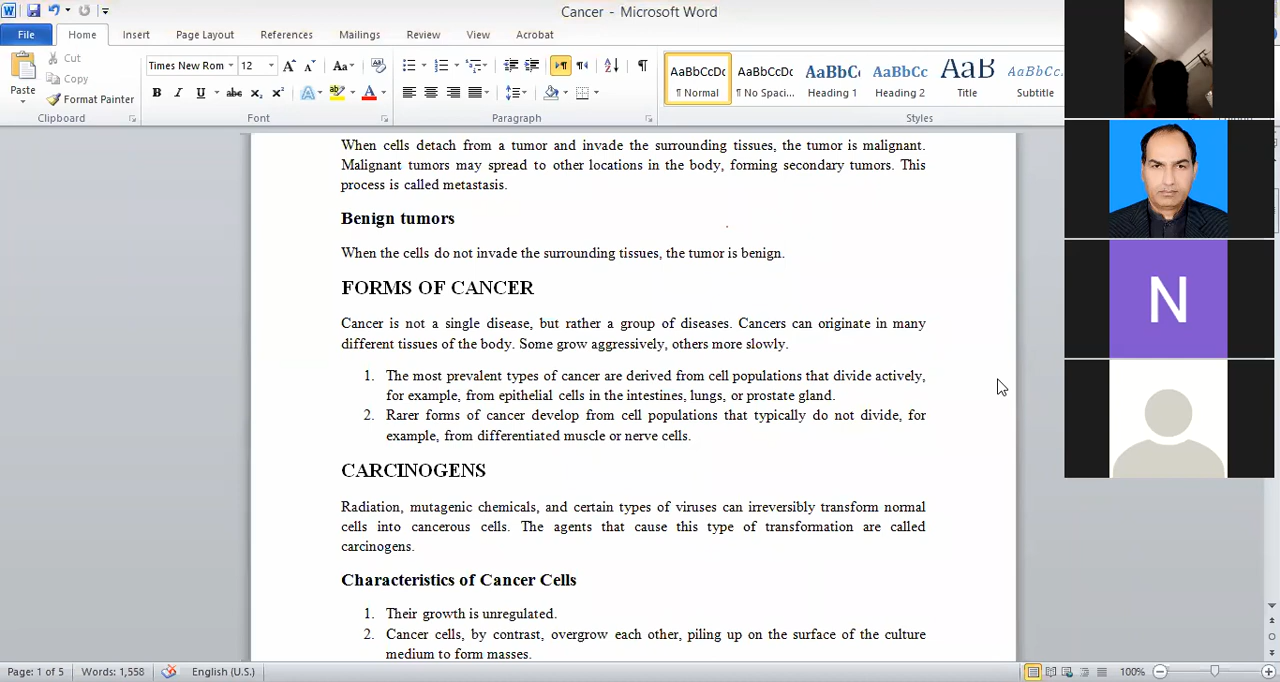 Cancer - Microsoft Word
File Home Insert Page Layout References Mailings Review View Acrobat
Paste
Cut
Copy
Format Painter
Clipboard
Times New Rom 12
Font
Paragraph
AaBbCcDc AaBbCcDc AaBbC AaBbCc AaB AaBbCc.
¶ Normal ¶ No Spaci... Heading 1 Heading 2 Title Subtitle
Styles
When cells detach from a tumor and invade the surrounding tissues, the tumor is malignant.
Malignant tumors may spread to other locations in the body, forming secondary tumors. This
process is called metastasis.
Benign tumors
When the cells do not invade the surrounding tissues, the tumor is benign.
FORMS OF CANCER
Cancer is not a single disease, but rather a group of diseases. Cancers can originate in many
different tissues of the body. Some grow aggressively, others more slowly.
1. The most prevalent types of cancer are derived from cell populations that divide actively,
for example, from epithelial cells in the intestines, lungs, or prostate gland.
2. Rarer forms of cancer develop from cell populations that typically do not divide, for
example, from differentiated muscle or nerve cells.
CARCINOGENS
Radiation, mutagenic chemicals, and certain types of viruses can irreversibly transform normal
cells into cancerous cells. The agents that cause this type of transformation are called
carcinogens.
Characteristics of Cancer Cells
1. Their growth is unregulated.
2. Cancer cells, by contrast, overgrow each other, piling up on the surface of the culture
medium to form masses.
N
Page: 1 of 5 Words: 1,558 English (U.S.) 100%